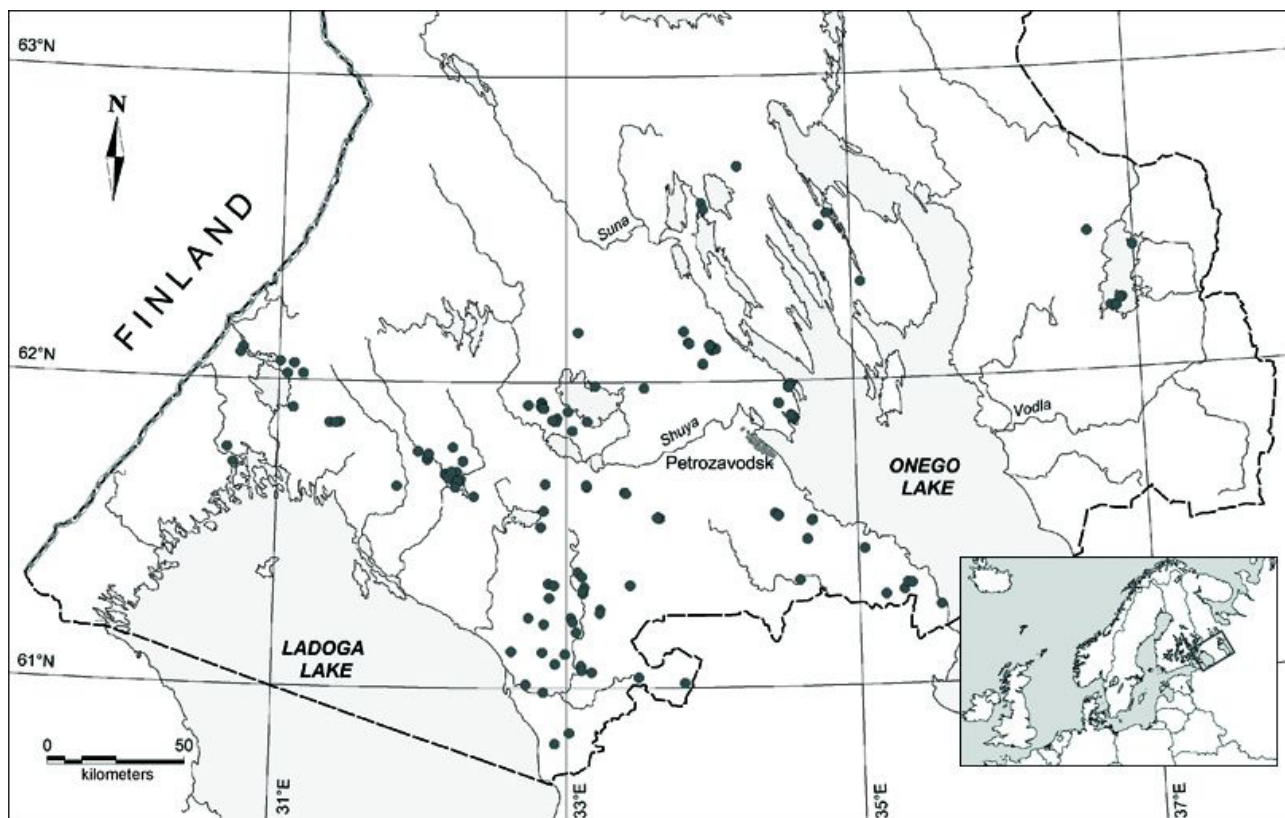 63°N
N
FINLAND
Suna
62°N
Shuya
Petrozavodsk
Vodla
ONEGO
LAKE
LADOGA
LAKE
61°N
0 50
kilometers
31°E
33°E
35°E
37°E